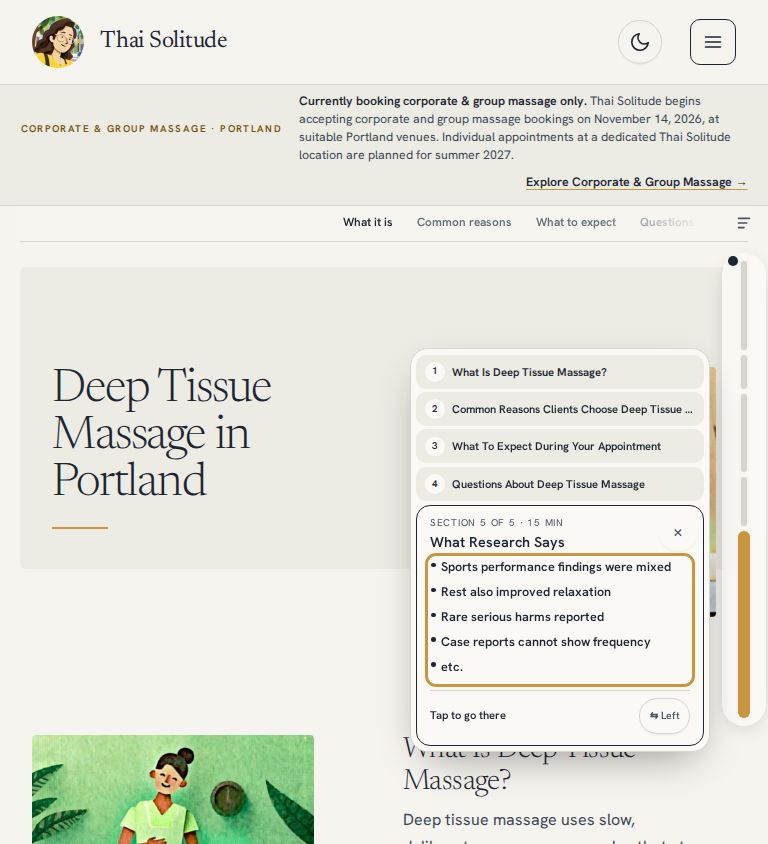 Thai Solitude
CORPORATE & GROUP MASSAGE · PORTLAND
Currently booking corporate & group massage only. Thai Solitude begins
accepting corporate and group massage bookings on November 14, 2026, at
suitable Portland venues. Individual appointments at a dedicated Thai Solitude
location are planned for summer 2027.
Explore Corporate & Group Massage →
What it is Common reasons What to expect Questions
Deep Tissue
Massage in
Portland
1 What Is Deep Tissue Massage?
2 Common Reasons Clients Choose Deep Tissue ...
3 What To Expect During Your Appointment
4 Questions About Deep Tissue Massage
SECTION 5 OF 5 · 15 MIN
What Research Says
• Sports performance findings were mixed
• Rest also improved relaxation
• Rare serious harms reported
• Case reports cannot show frequency
• etc.
Tap to go there
⇆ Left
What Is Deep Tissue
Massage?
Deep tissue massage uses slow,